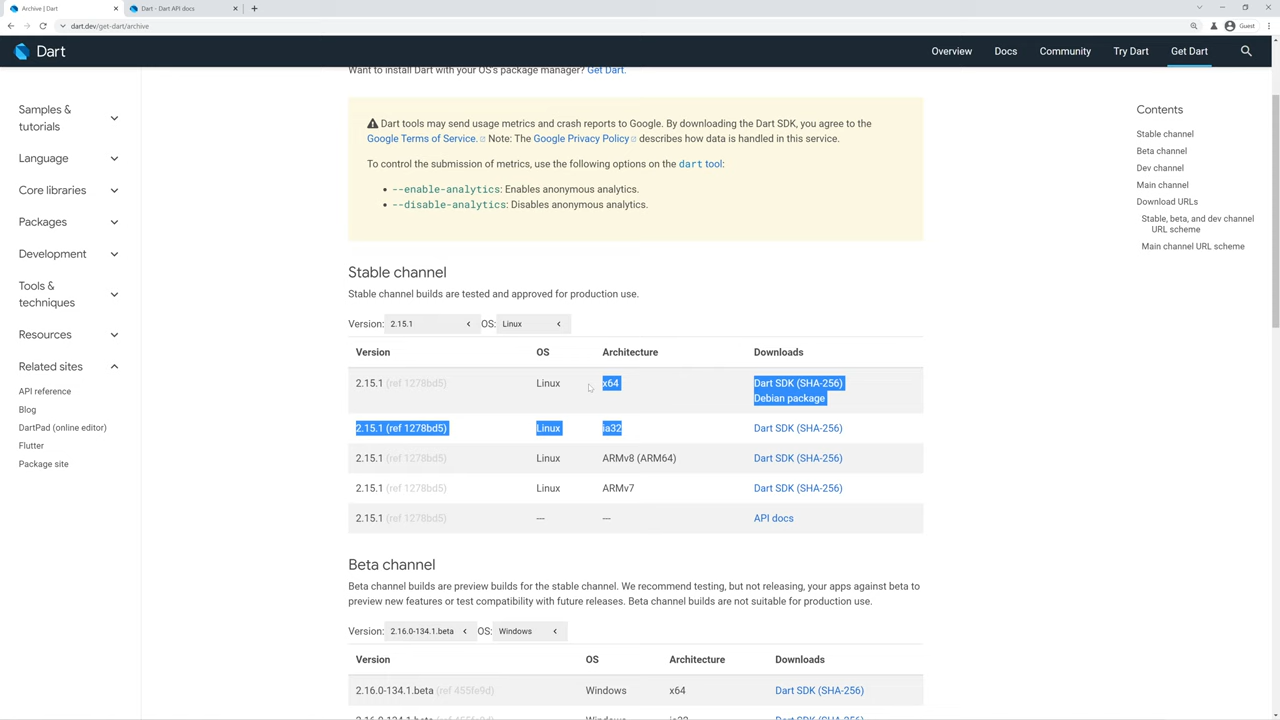 Archive | Dart
Dart - Dart API docs
dart.dev/get-dart/archive
Guest
Dart
Overview
Docs
Community
Try Dart
Get Dart
Want to install Dart with your OS's package manager? Get Dart.
Samples &
tutorials
Language
Core libraries
Packages
Development
Tools &
techniques
Resources
Related sites
API reference
Blog
DartPad (online editor)
Flutter
Package site
Dart tools may send usage metrics and crash reports to Google. By downloading the Dart SDK, you agree to the
Google Terms of Service. Note: The Google Privacy Policy describes how data is handled in this service.
To control the submission of metrics, use the following options on the dart tool:
• --enable-analytics: Enables anonymous analytics.
• --disable-analytics: Disables anonymous analytics.
Stable channel
Stable channel builds are tested and approved for production use.
Version: 2.15.1 OS: Linux
Version OS Architecture Downloads
2.15.1 (ref 1278bd5) Linux x64 Dart SDK (SHA-256)
Debian package
2.15.1 (ref 1278bd5) Linux ia32 Dart SDK (SHA-256)
2.15.1 (ref 1278bd5) Linux ARMv8 (ARM64) Dart SDK (SHA-256)
2.15.1 (ref 1278bd5) Linux ARMv7 Dart SDK (SHA-256)
2.15.1 (ref 1278bd5) --- --- API docs
Beta channel
Beta channel builds are preview builds for the stable channel. We recommend testing, but not releasing, your apps against beta to
preview new features or test compatibility with future releases. Beta channel builds are not suitable for production use.
Version: 2.16.0-134.1.beta OS: Windows
Version OS Architecture Downloads
2.16.0-134.1.beta (ref 455fe9d) Windows x64 Dart SDK (SHA-256)
Contents
Stable channel
Beta channel
Dev channel
Main channel
Download URLs
Stable, beta, and dev channel
URL scheme
Main channel URL scheme